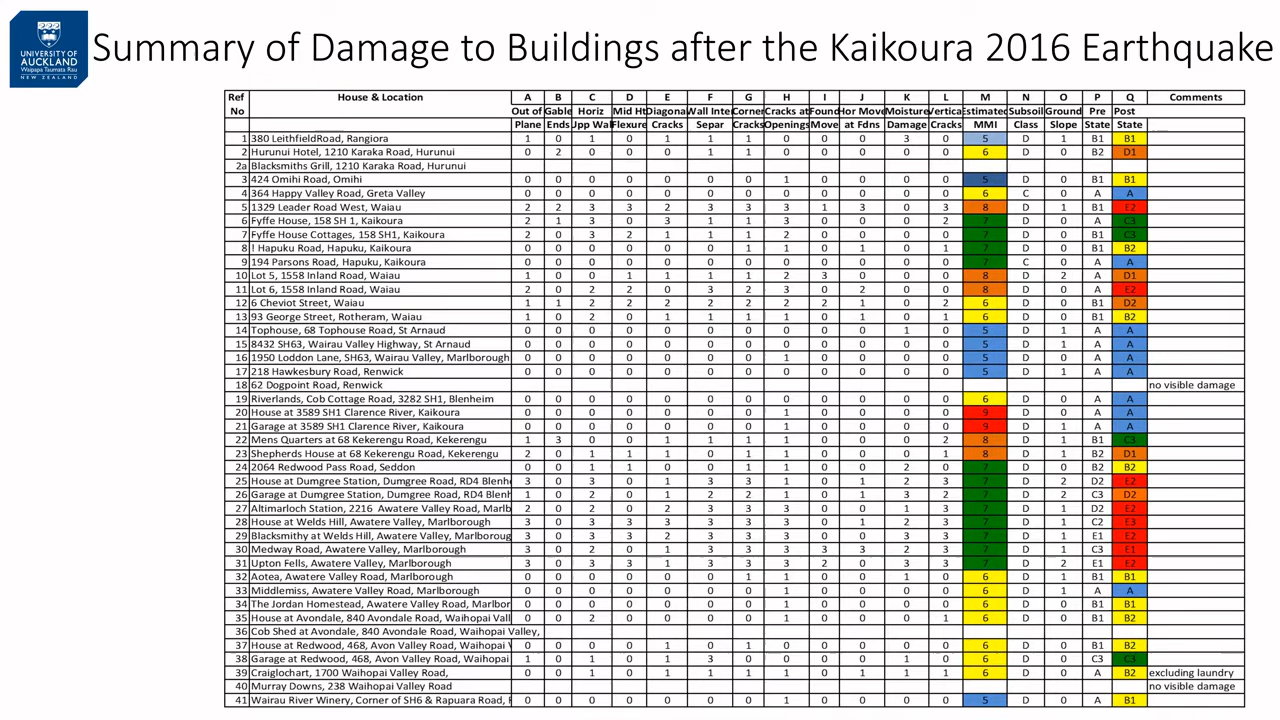 UNIVERSITY OF
AUCKLAND
Waipapa Taumata Rau
NEW ZEALAND
Summary of Damage to Buildings after the Kaikoura 2016 Earthquake
Ref House & Location A B C D E F G H I J K L M N O P Q Comments
No Out of Gable Horiz Mid Ht Diagona Wall Inter Corner Cracks at Found Hor Move Moisture Vertica Estimated Subsoil Ground Pre Post
Plane Ends Upp Wal Flexure Cracks Separ Cracks Openings Move at Fdns Damage Cracks MMI Class Slope State State
1 380 LeithfieldRoad, Rangiora 1 0 1 0 1 1 1 0 0 0 3 0 5 D 1 B1 B1
2 Hurunui Hotel, 1210 Karaka Road, Hurunui 0 2 0 0 0 1 1 0 0 0 0 0 6 D 0 B2 D1
2a Blacksmiths Grill, 1210 Karaka Road, Hurunui
3 424 Omihi Road, Omihi 0 0 0 0 0 0 0 1 0 0 0 0 5 D 0 B1 B1
4 364 Happy Valley Road, Greta Valley 0 0 0 0 0 0 0 0 0 0 0 0 6 C 0 A A
5 1329 Leader Road West, Waiau 2 2 3 3 2 3 3 3 1 3 0 3 8 D 1 B1 E2
6 Fyffe House, 158 SH 1, Kaikoura 2 1 3 0 3 1 1 3 0 0 0 2 7 D 0 A C3
7 Fyffe House Cottages, 158 SH1, Kaikoura 2 0 3 2 1 1 1 2 0 0 0 0 7 D 0 B1 C3
8 ! Hapuku Road, Hapuku, Kaikoura 0 0 0 0 0 0 1 1 0 1 0 1 7 D 0 B1 B2
9 194 Parsons Road, Hapuku, Kaikoura 0 0 0 0 0 0 0 0 0 0 0 0 7 C 0 A A
10 Lot 5, 1558 Inland Road, Waiau 1 0 0 1 1 1 1 2 3 0 0 0 8 D 2 A D1
11 Lot 6, 1558 Inland Road, Waiau 2 0 2 2 0 3 2 3 0 2 0 0 8 D 0 A E2
12 6 Cheviot Street, Waiau 1 1 2 2 2 2 2 2 2 1 0 2 6 D 0 B1 D2
13 93 George Street, Rotheram, Waiau 1 0 2 0 1 1 1 1 0 1 0 1 6 D 0 B1 B2
14 Tophouse, 68 Tophouse Road, St Arnaud 0 0 0 0 0 0 0 0 0 0 1 0 5 D 1 A A
15 8432 SH63, Wairau Valley Highway, St Arnaud 0 0 0 0 0 0 0 0 0 0 0 0 5 D 1 A A
16 1950 Loddon Lane, SH63, Wairau Valley, Marlborough 0 0 0 0 0 0 0 1 0 0 0 0 5 D 0 A A
17 218 Hawkesbury Road, Renwick 0 0 0 0 0 0 0 0 0 0 0 0 5 D 1 A A
18 62 Dogpoint Road, Renwick no visible damage
19 Riverlands, Cob Cottage Road, 3282 SH1, Blenheim 0 0 0 0 0 0 0 0 0 0 0 0 6 D 0 A A
20 House at 3589 SH1 Clarence River, Kaikoura 0 0 0 0 0 0 0 1 0 0 0 0 9 D 0 A A
21 Garage at 3589 SH1 Clarence River, Kaikoura 0 0 0 0 0 0 0 1 0 0 0 0 9 D 1 A A
22 Mens Quarters at 68 Kekerengu Road, Kekerengu 1 3 0 0 1 1 1 1 0 0 0 2 8 D 1 B1 C3
23 Shepherds House at 68 Kekerengu Road, Kekerengu 2 0 1 1 1 0 1 1 0 0 0 1 8 D 1 B2 D1
24 2064 Redwood Pass Road, Seddon 0 0 1 1 0 0 1 1 0 0 2 0 7 D 0 B2 B2
25 House at Dumgree Station, Dumgree Road, RD4 Blenhe 3 0 3 0 1 3 3 1 0 1 2 3 7 D 2 D2 E2
26 Garage at Dumgree Station, Dumgree Road, RD4 Blenh 1 0 2 0 1 2 2 1 0 1 3 2 7 D 2 C3 D2
27 Altimarloch Station, 2216 Awatere Valley Road, Marlb 2 0 2 0 2 3 3 3 0 0 1 3 7 D 1 D2 E2
28 House at Welds Hill, Awatere Valley, Marlborough 3 0 3 3 3 3 3 3 0 1 2 3 7 D 1 C2 E3
29 Blacksmithy at Welds Hill, Awatere Valley, Marlboroug 3 0 3 3 2 3 3 3 0 0 3 3 7 D 1 E1 E2
30 Medway Road, Awatere Valley, Marlborough 3 0 2 0 1 3 3 3 3 3 2 3 7 D 1 C3 E1
31 Upton Fells, Awatere Valley, Marlborough 3 0 3 3 1 3 3 3 2 0 3 3 7 D 2 E1 E2
32 Aotea, Awatere Valley Road, Marlborough 0 0 0 0 0 0 1 1 0 0 1 0 6 D 1 B1 B1
33 Middlemiss, Awatere Valley Road, Marlborough 0 0 0 0 0 0 0 1 0 0 0 0 6 D 1 A A
34 The Jordan Homestead, Awatere Valley Road, Marlbor 0 0 0 0 0 0 0 1 0 0 0 0 6 D 0 B1 B1
35 House at Avondale, 840 Avondale Road, Waihopai Vall 0 0 2 0 0 0 0 1 0 0 0 1 6 D 0 B1 B2
36 Cob Shed at Avondale, 840 Avondale Road, Waihopai Valley,
37 House at Redwood, 468, Avon Valley Road, Waihopai V 0 0 0 0 1 0 1 0 0 0 0 0 6 D 0 B1 B2
38 Garage at Redwood, 468, Avon Valley Road, Waihopai 1 0 1 0 1 3 0 0 0 0 1 0 6 D 0 C3 C3
39 Craiglochart, 1700 Waihopai Valley Road, 0 0 1 0 1 1 1 1 0 1 1 1 6 D 0 A B2 excluding laundry
40 Murray Downs, 238 Waihopai Valley Road no visible damage
41 Wairau River Winery, Corner of SH6 & Rapaura Road, 0 0 0 0 0 0 0 1 0 0 0 0 5 D 0 A B1